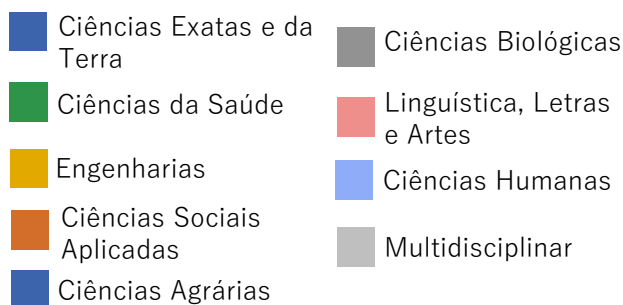 Ciências Exatas e da
Terra
Ciências da Saúde
Engenharias
Ciências Sociais
Aplicadas
Ciências Agrárias
Ciências Biológicas
Linguística, Letras
e Artes
Ciências Humanas
Multidisciplinar